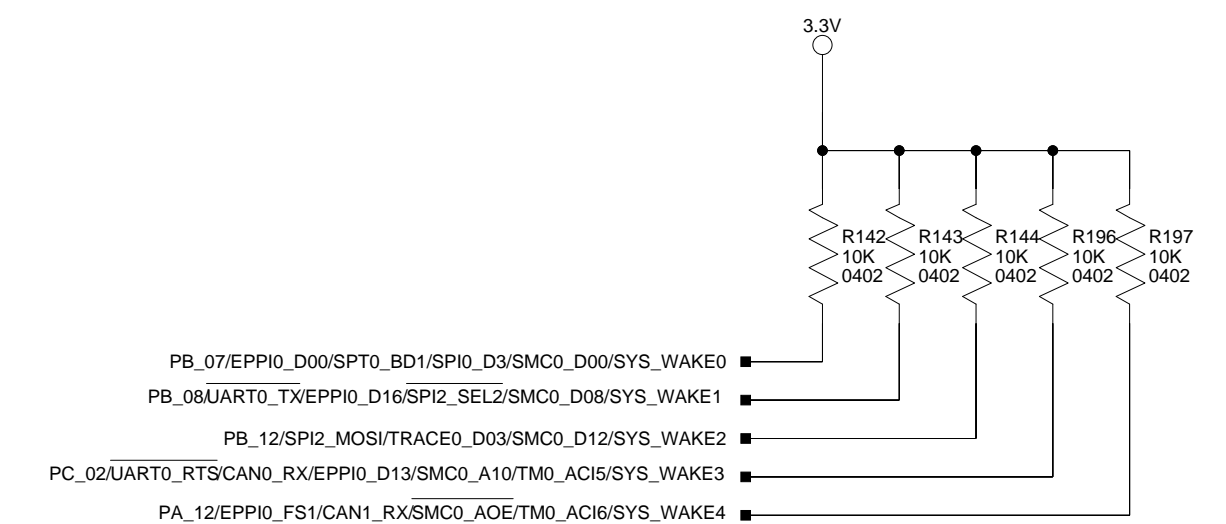 3.3V
R142 R143 R144 R196 R197
10K 10K 10K 10K 10K
0402 0402 0402 0402 0402
PB_07/EPPI0_D00/SPT0_BD1/SPI0_D3/SMC0_D00/SYS_WAKE0
PB_08/UART0_TX/EPPI0_D16/SPI2_SEL2/SMC0_D08/SYS_WAKE1
PB_12/SPI2_MOSI/TRACE0_D03/SMC0_D12/SYS_WAKE2
PC_02/UART0_RTS/CAN0_RX/EPPI0_D13/SMC0_A10/TM0_ACI5/SYS_WAKE3
PA_12/EPPI0_FS1/CAN1_RX/SMC0_AOE/TM0_ACI6/SYS_WAKE4